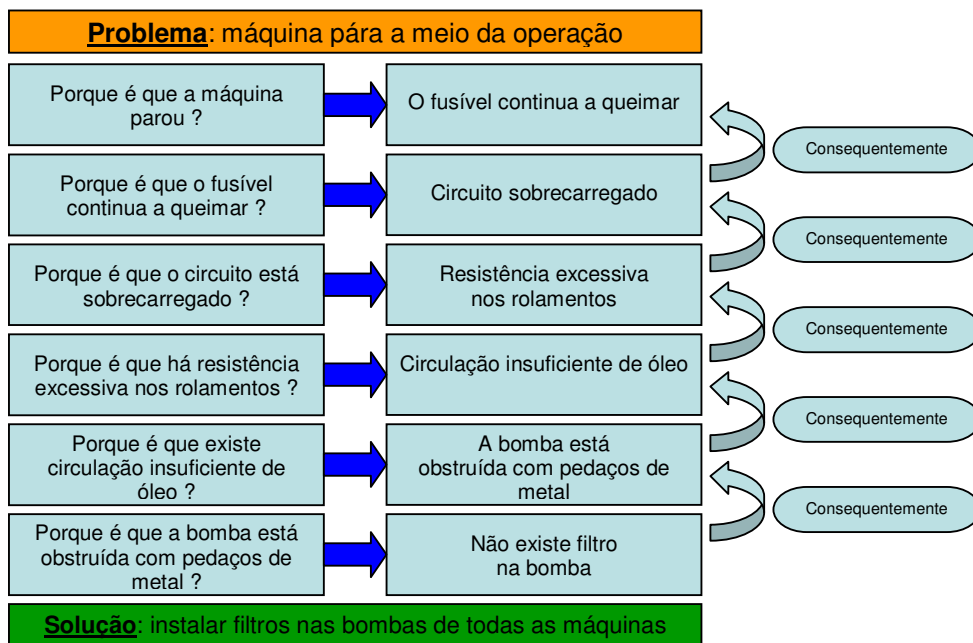 Problema: máquina pára a meio da operação
Porque é que a máquina
parou ?
O fusível continua a queimar
Consequentemente
Porque é que o fusível
continua a queimar ?
Circuito sobrecarregado
Consequentemente
Porque é que o circuito está
sobrecarregado ?
Resistência excessiva
nos rolamentos
Consequentemente
Porque é que há resistência
excessiva nos rolamentos ?
Circulação insuficiente de óleo
Consequentemente
Porque é que existe
circulação insuficiente de
óleo ?
A bomba está
obstruída com pedaços de
metal
Consequentemente
Porque é que a bomba está
obstruída com pedaços de
metal ?
Não existe filtro
na bomba
Solução: instalar filtros nas bombas de todas as máquinas